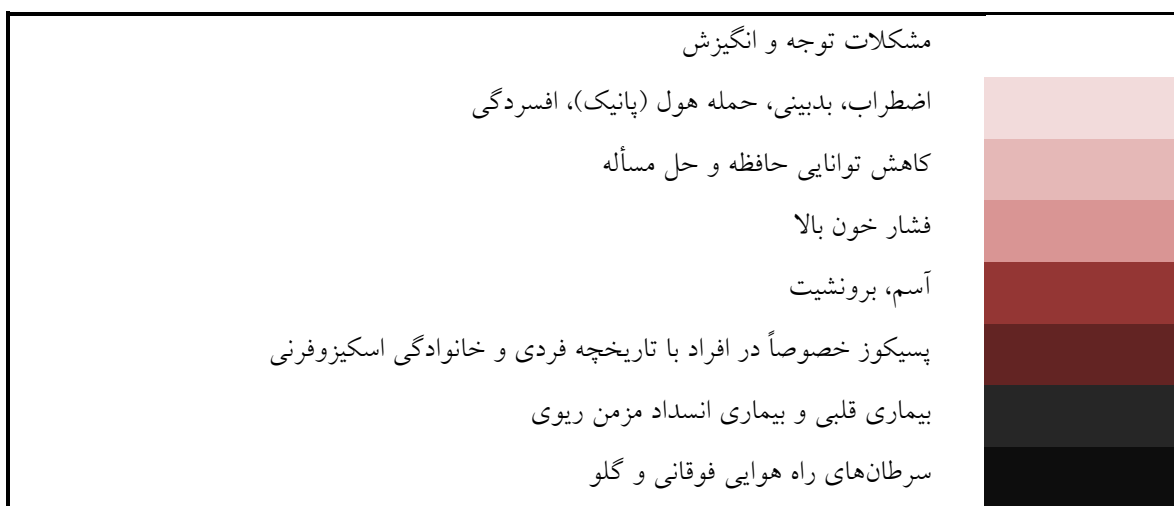 مشکلات توجه و انگیزش
اضطراب، بدبینی، حمله هول (پانیک)، افسردگی
کاهش توانایی حافظه و حل مسأله
فشار خون بالا
آسم، برونشیت
پسیکوز خصوصاً در افراد با تاریخچه فردی و خانوادگی اسکیزوفرنی
بیماری قلبی و بیماری انسداد مزمن ریوی
سرطان‌های راه هوایی فوقانی و گلو